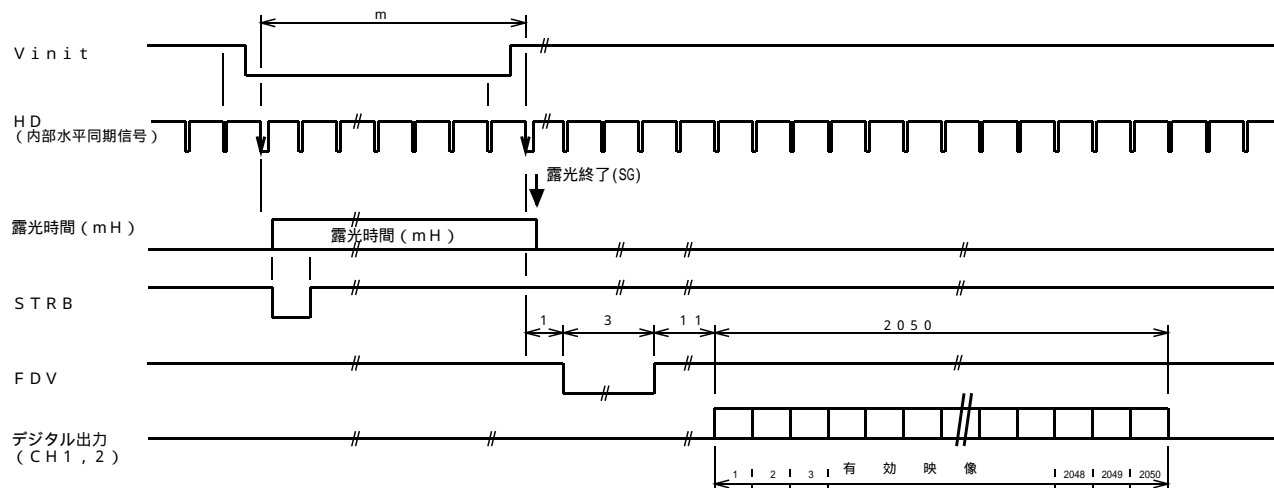 m
Ｖｉｎｉｔ
ＨＤ
（内部水平同期信号）
露光終了(SG)
露光時間（ｍＨ）
露光時間（ｍＨ）
ＳＴＲＢ
１ ３ １１ ２０５０
ＦＤＶ
デジタル出力
（ＣＨ１，２）
1 2 3 有効映像 2048 2049 2050